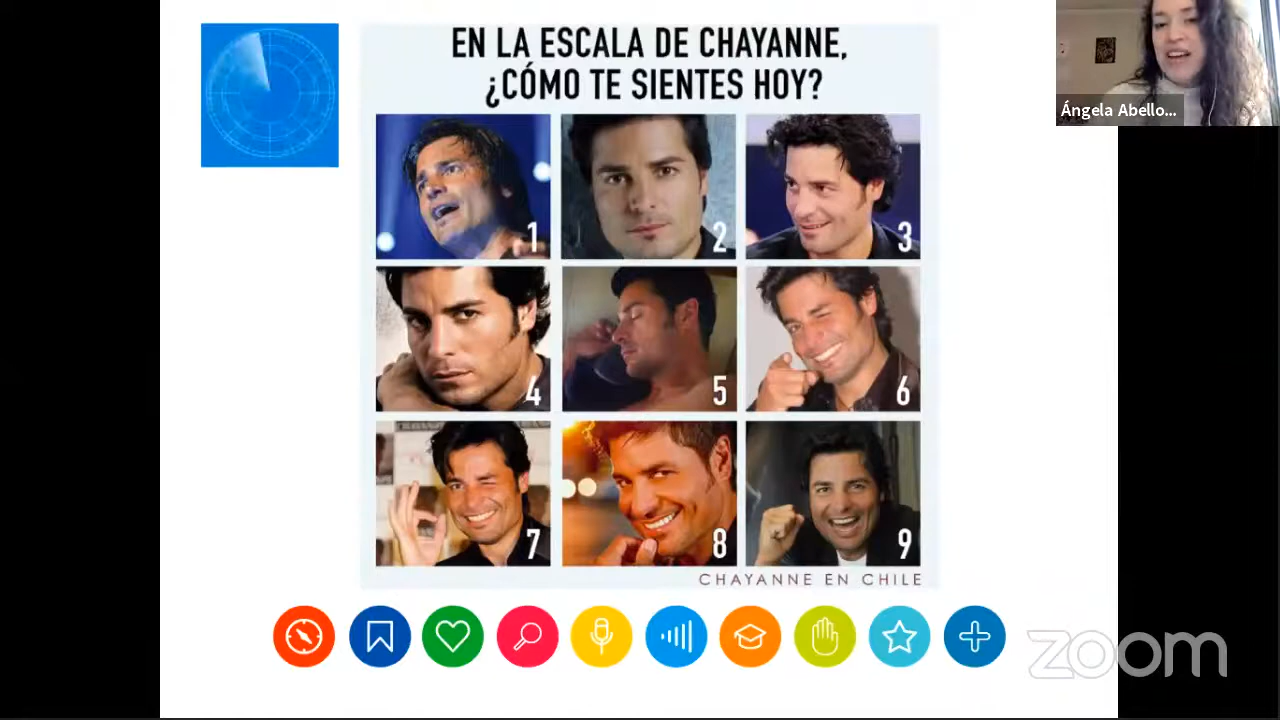 EN LA ESCALA DE CHAYANNE,
¿CÓMO TE SIENTES HOY?
Ángela Abello...
1
2
3
4
5
6
7
8
9
CHAYANNE EN CHILE
zoom